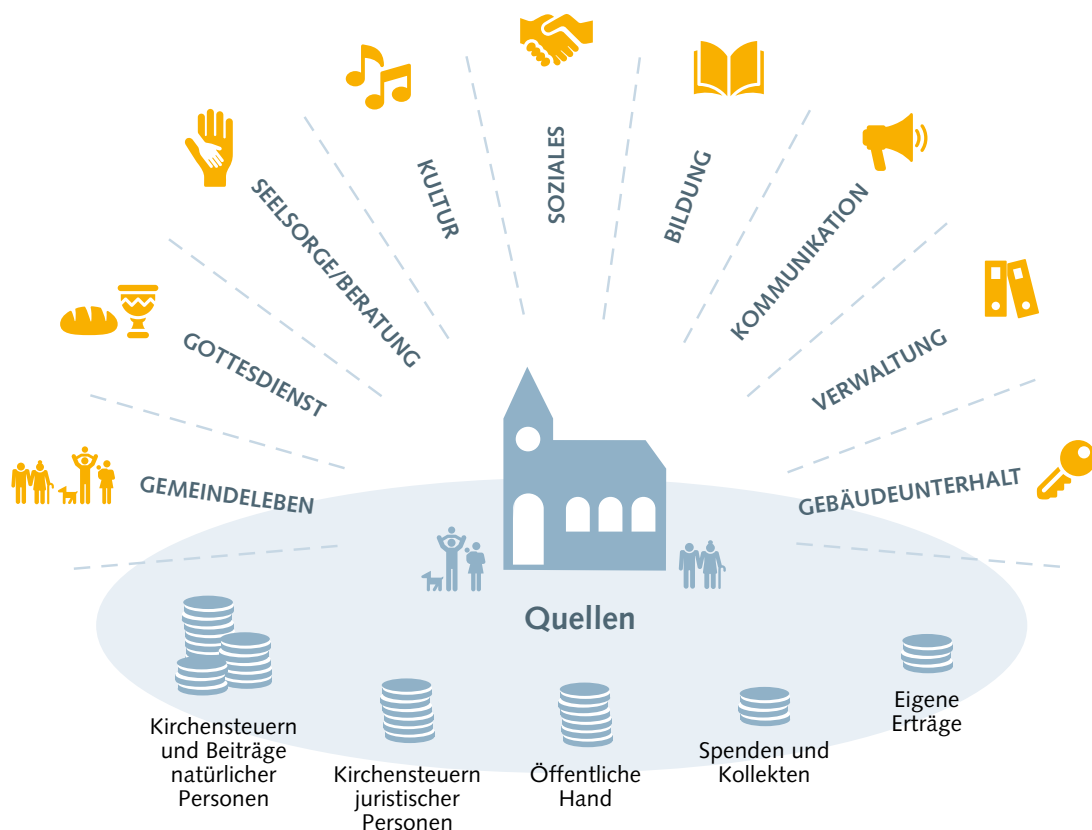 GEMEINDELEBEN
GOTTESDIENST
SEELSORGE/BERATUNG
KULTUR
SOZIALES
BILDUNG
KOMMUNIKATION
VERWALTUNG
GEBÄUDEUNTERHALT
Quellen
Kirchensteuern
und Beiträge
natürlicher
Personen
Kirchensteuern
juristischer
Personen
Öffentliche
Hand
Spenden und
Kollekten
Eigene
Erträge